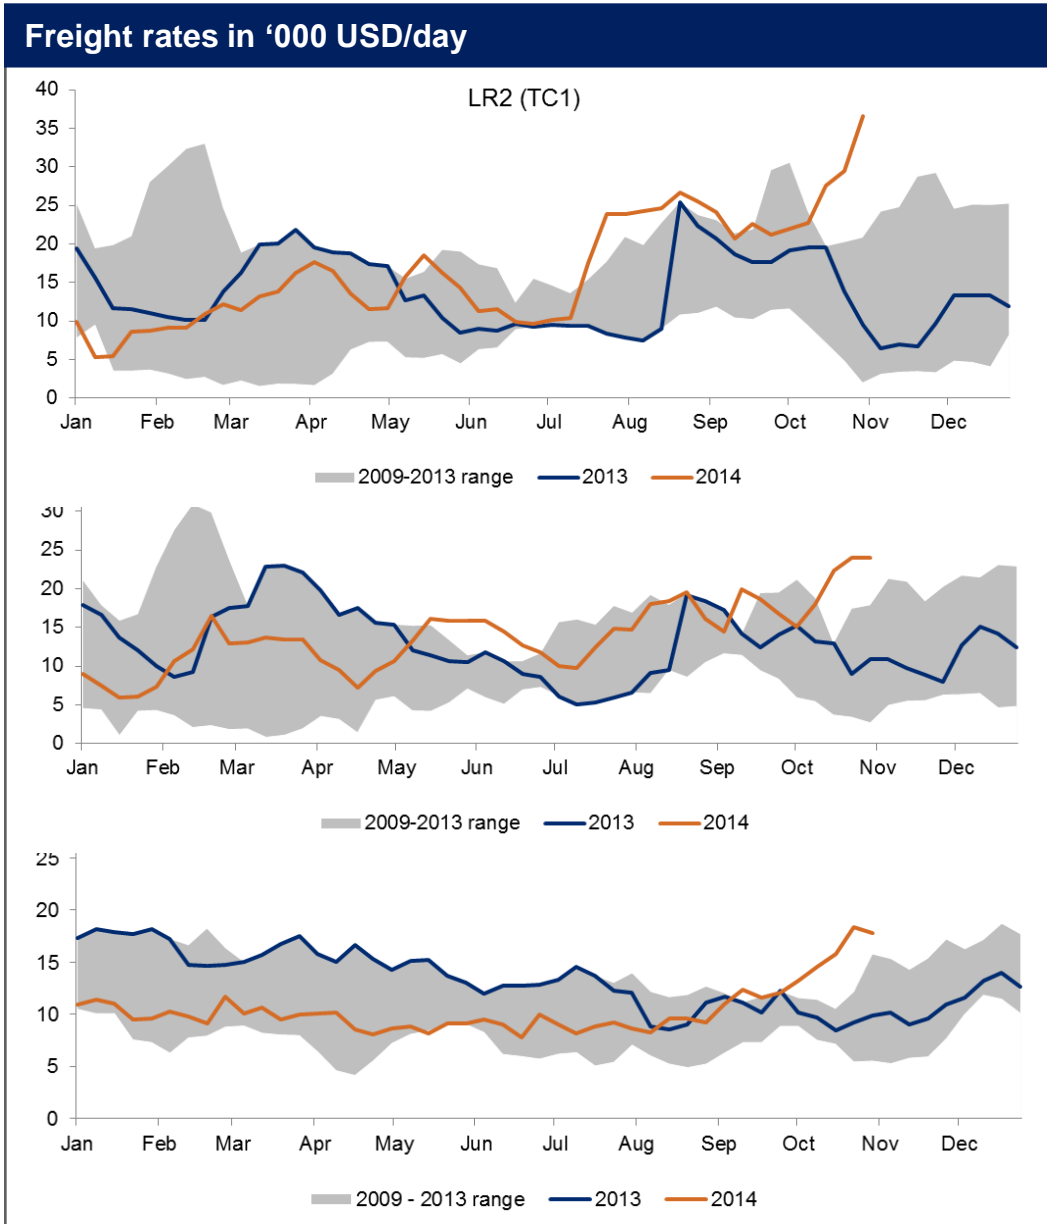 Freight rates in ‘000 USD/day
LR2 (TC1)
40
35
30
25
20
15
10
5
0
Jan Feb Mar Apr May Jun Jul Aug Sep Oct Nov Dec
2009-2013 range 2013 2014
30
25
20
15
10
5
0
Jan Feb Mar Apr May Jun Jul Aug Sep Oct Nov Dec
2009-2013 range 2013 2014
25
20
15
10
5
0
Jan Feb Mar Apr May Jun Jul Aug Sep Oct Nov Dec
2009 - 2013 range 2013 2014